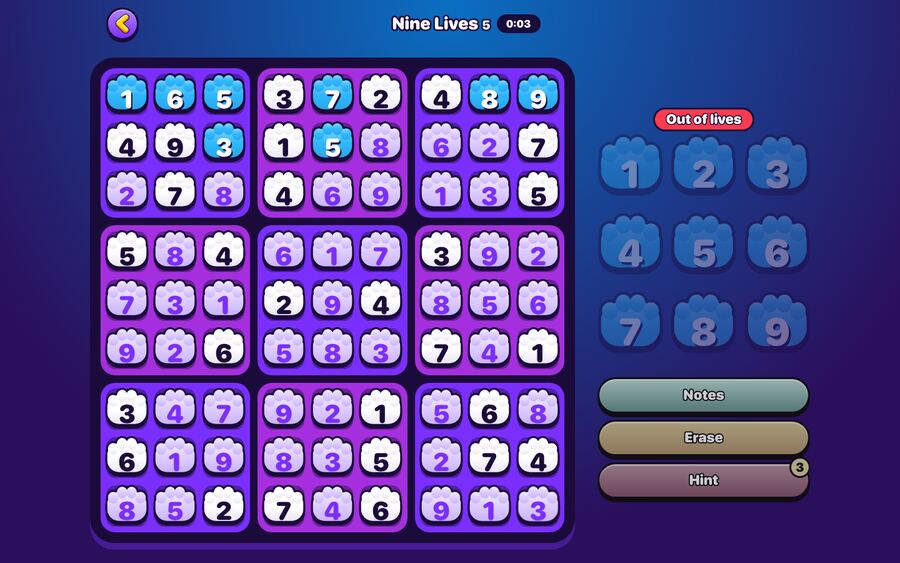 Nine Lives 5 0:03
1 6 5 3 7 2 4 8 9
4 9 3 1 5 8 6 2 7
2 7 8 4 6 9 1 3 5
5 8 4 6 1 7 3 9 2
7 3 1 2 9 4 8 5 6
9 2 6 5 8 3 7 4 1
3 4 7 9 2 1 5 6 8
6 1 9 8 3 5 2 7 4
8 5 2 7 4 6 9 1 3
Out of lives
1 2 3
4 5 6
7 8 9
Notes
Erase
3
Hint